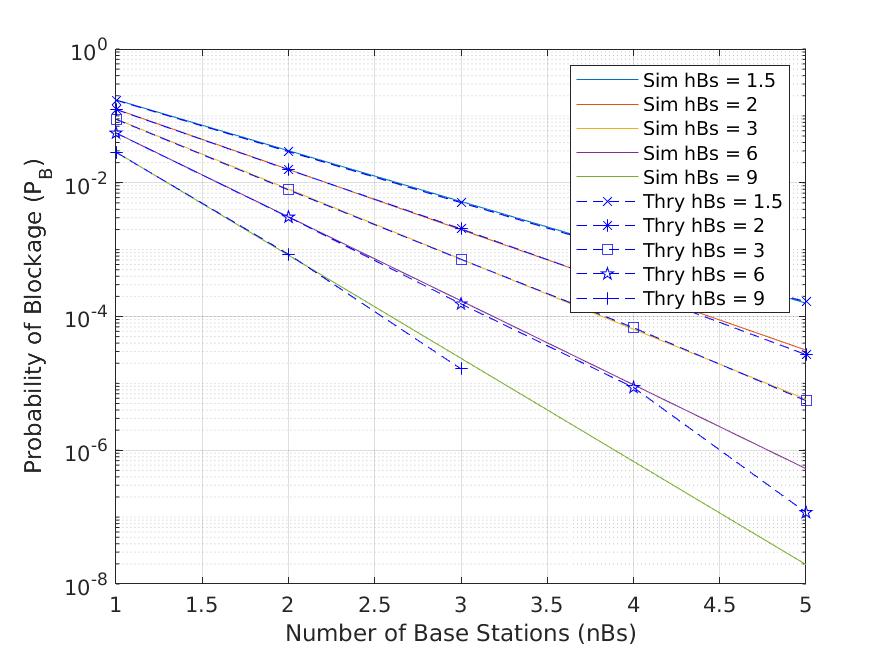 10^0
10^-2
10^-4
10^-6
10^-8
Probability of Blockage (P_B)
Sim hBs = 1.5
Sim hBs = 2
Sim hBs = 3
Sim hBs = 6
Sim hBs = 9
Thry hBs = 1.5
Thry hBs = 2
Thry hBs = 3
Thry hBs = 6
Thry hBs = 9
1 1.5 2 2.5 3 3.5 4 4.5 5
Number of Base Stations (nBs)